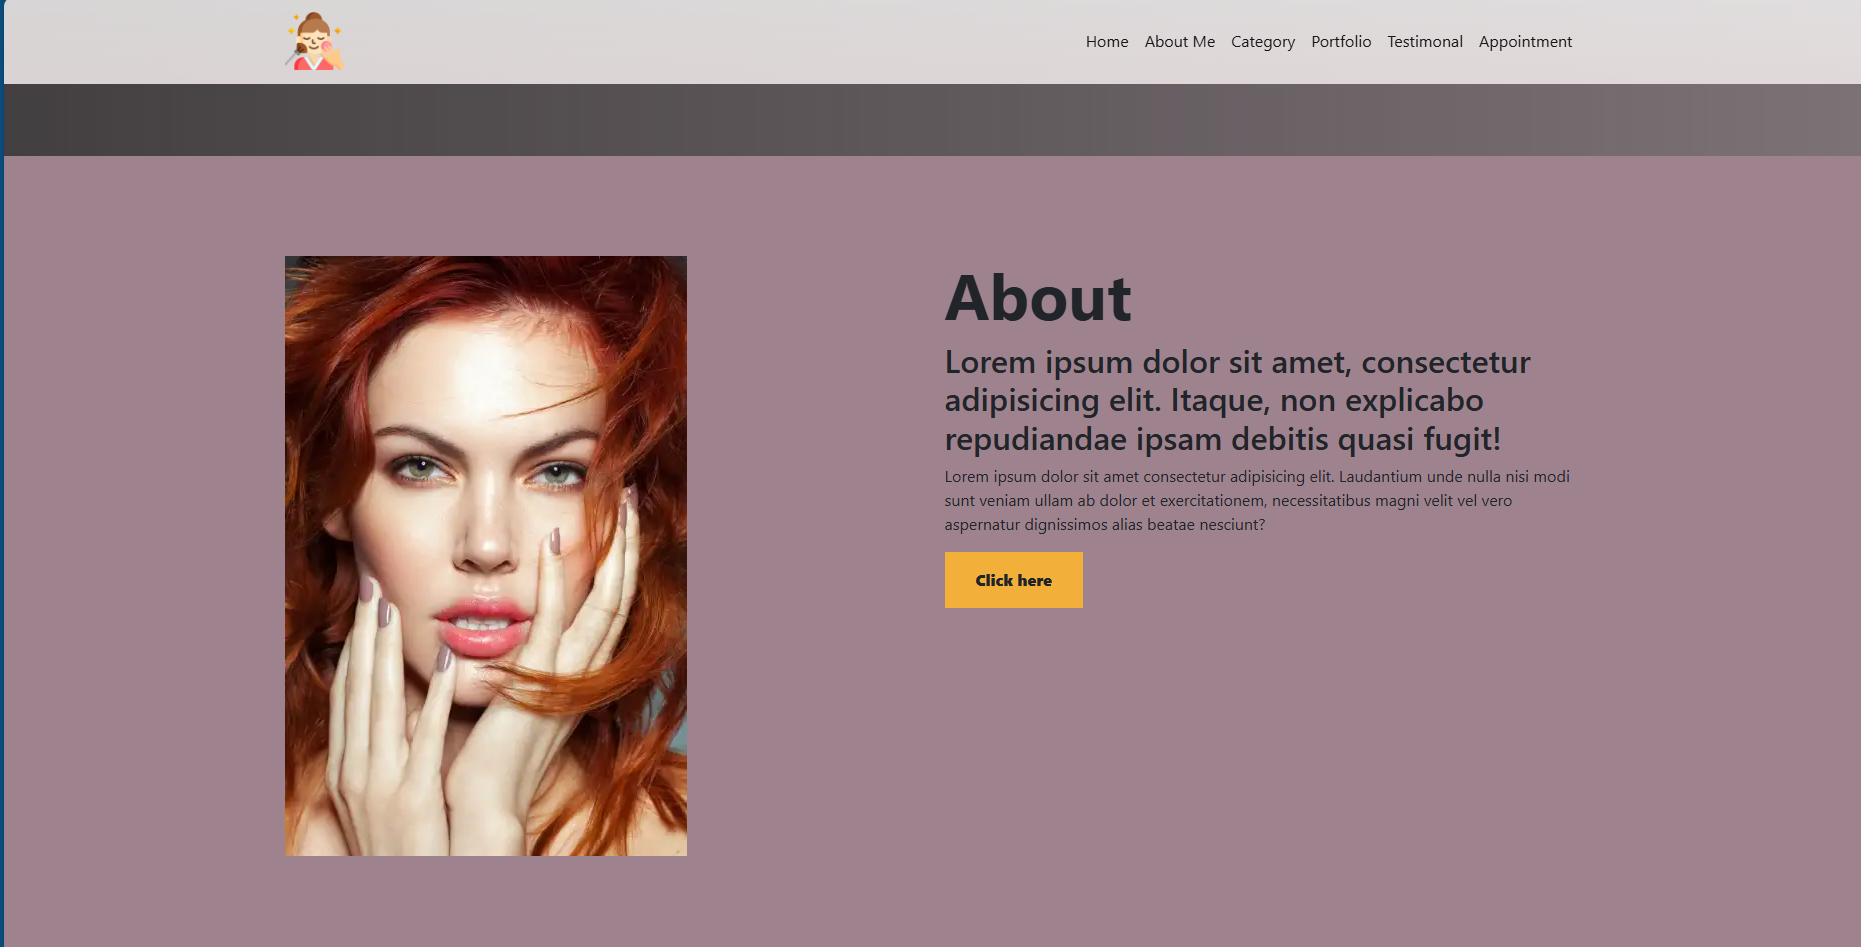 Home About Me Category Portfolio Testimonal Appointment
About
Lorem ipsum dolor sit amet, consectetur
adipisicing elit. Itaque, non explicabo
repudiandae ipsam debitis quasi fugit!
Lorem ipsum dolor sit amet consectetur adipisicing elit. Laudantium unde nulla nisi modi
sunt veniam ullam ab dolor et exercitationem, necessitatibus magni velit vel vero
aspernatur dignissimos alias beatae nesciunt?
Click here